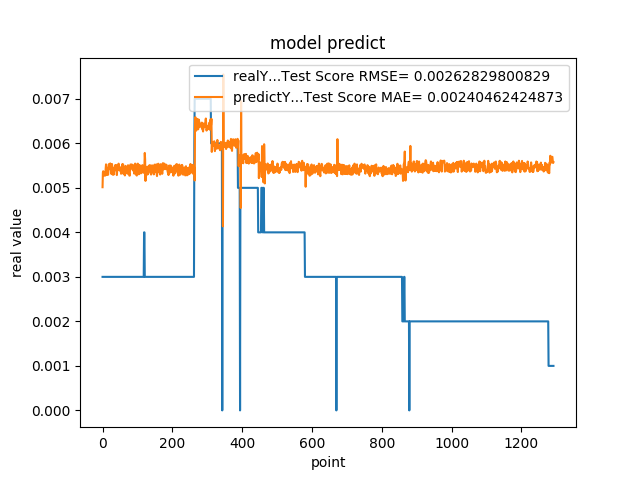 model predict
realY...Test Score RMSE= 0.00262829800829
predictY...Test Score MAE= 0.00240462424873
0.007
0.006
0.005
0.004
0.003
0.002
0.001
0.000
real value
0 200 400 600 800 1000 1200
point